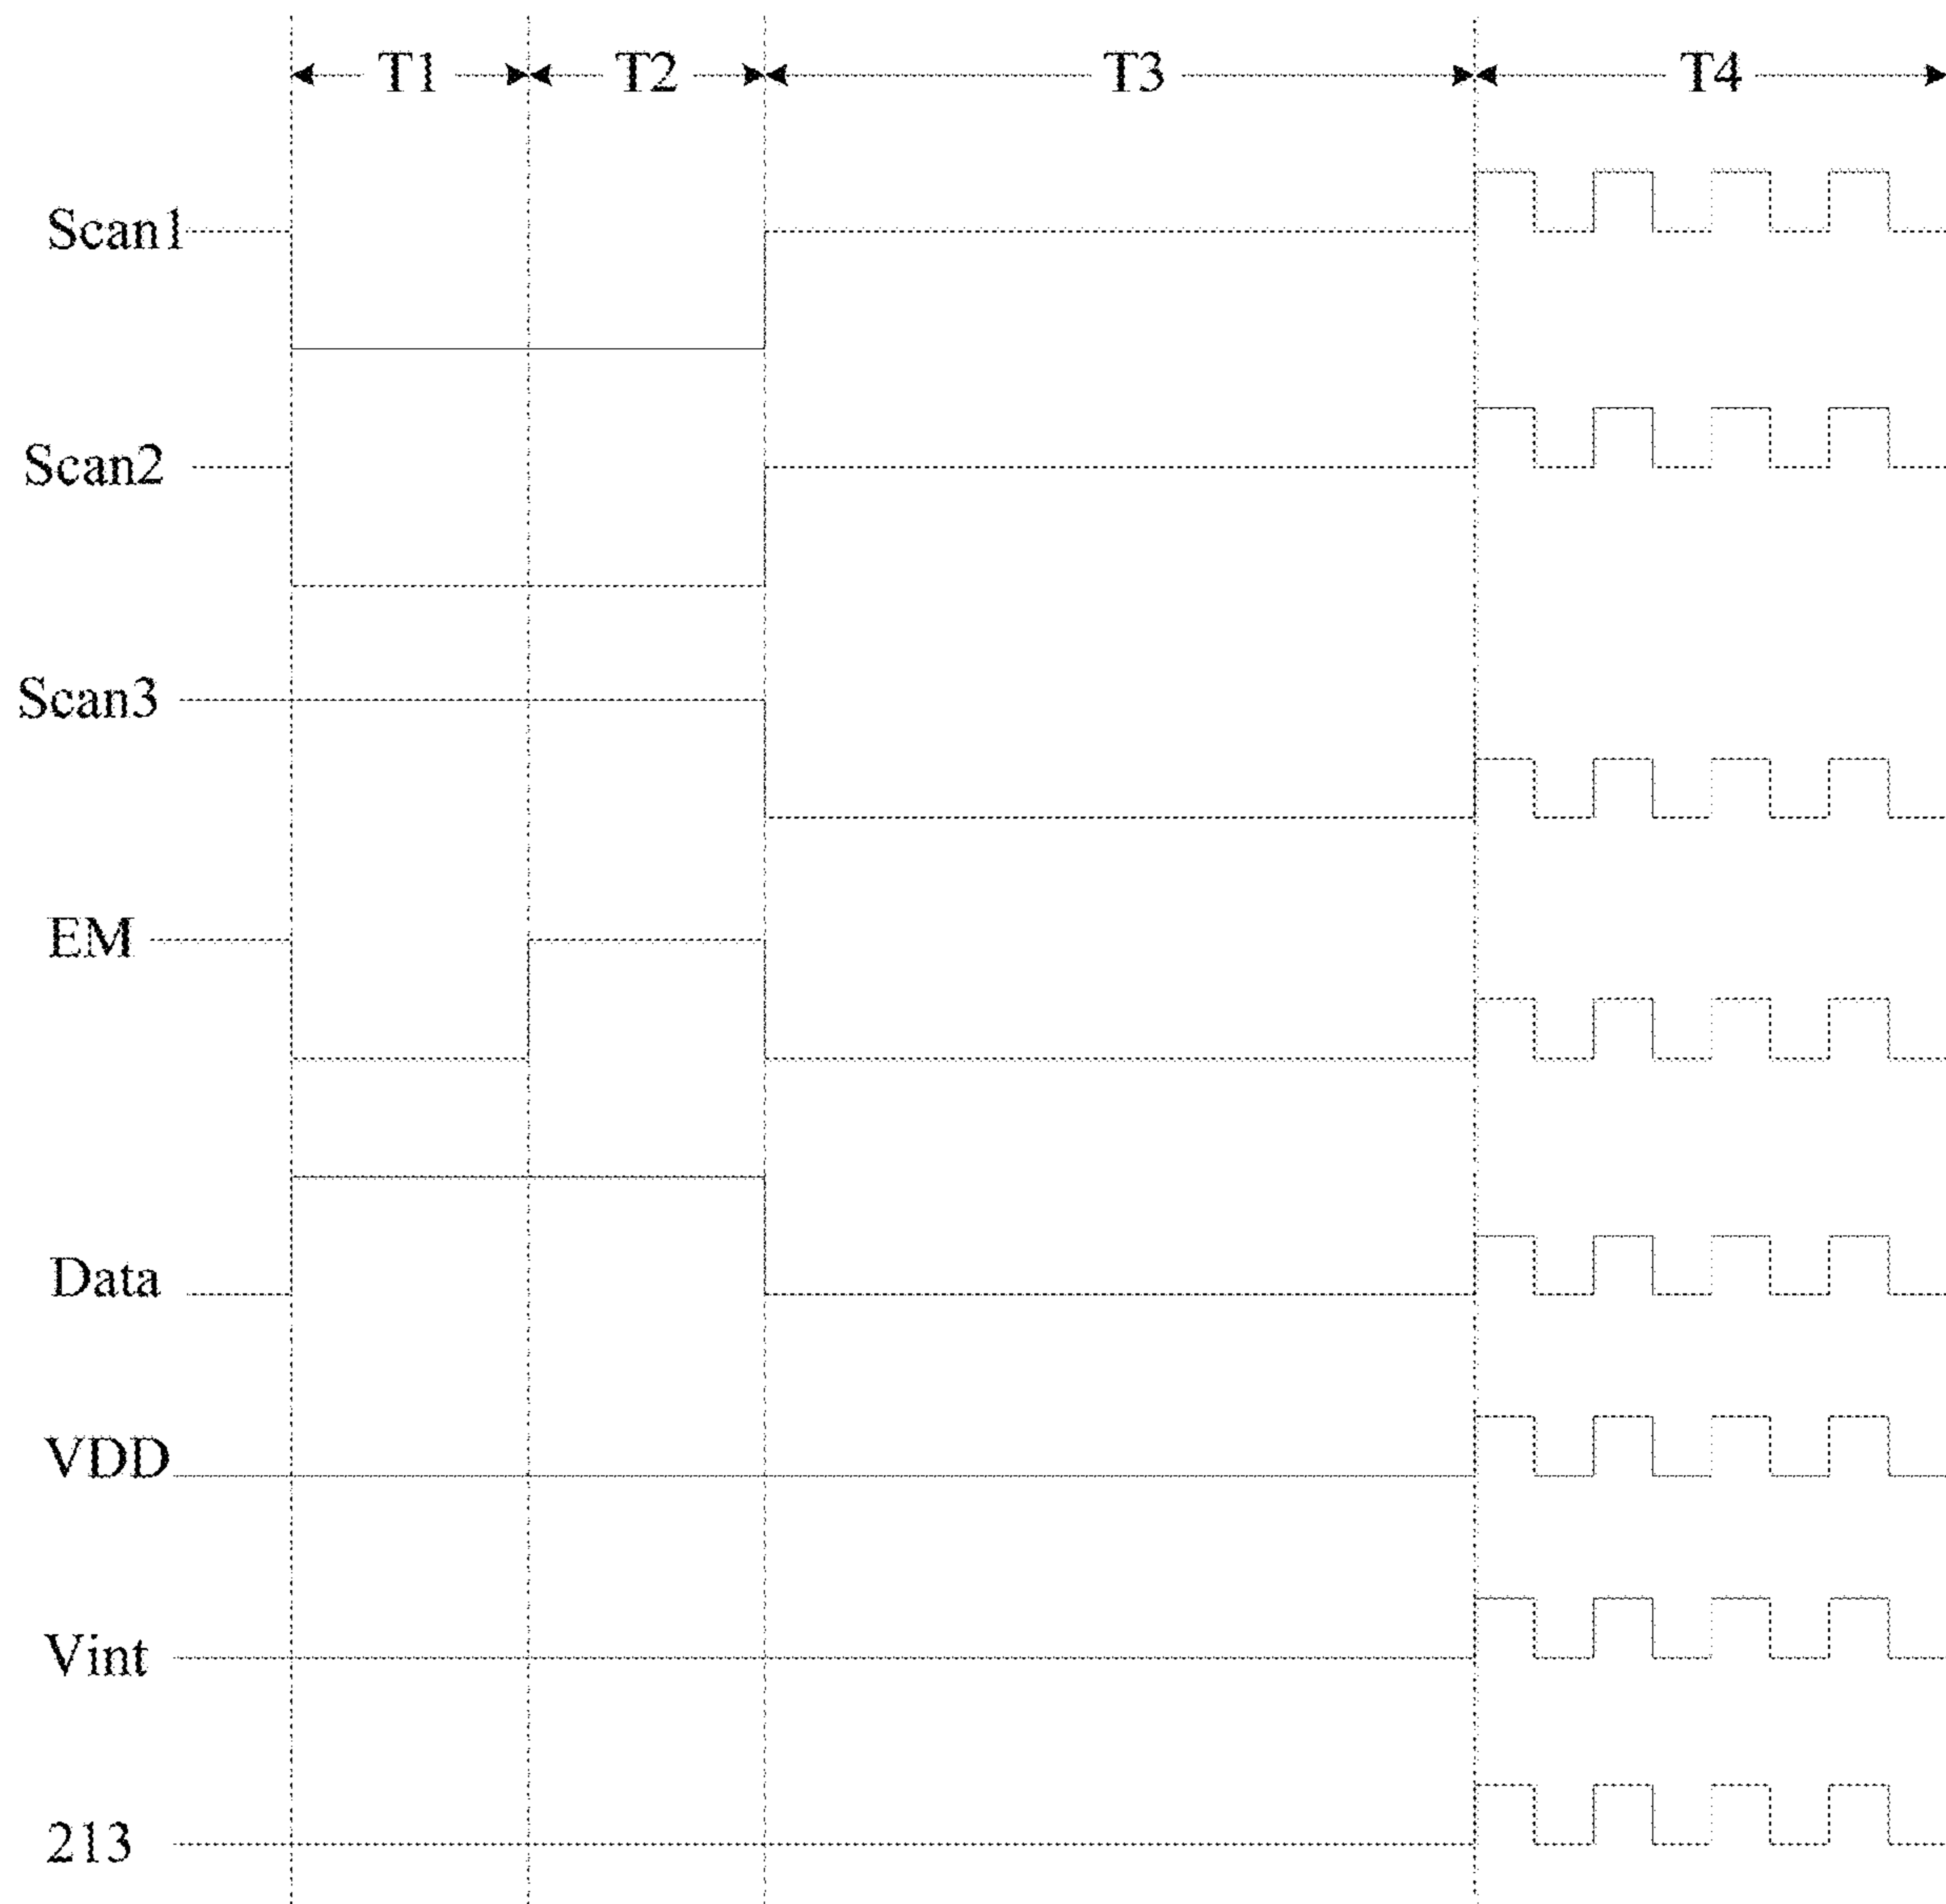 T1 T2 T3 T4
Scan1
Scan2
Scan3
EM
Data
VDD
Vint
213